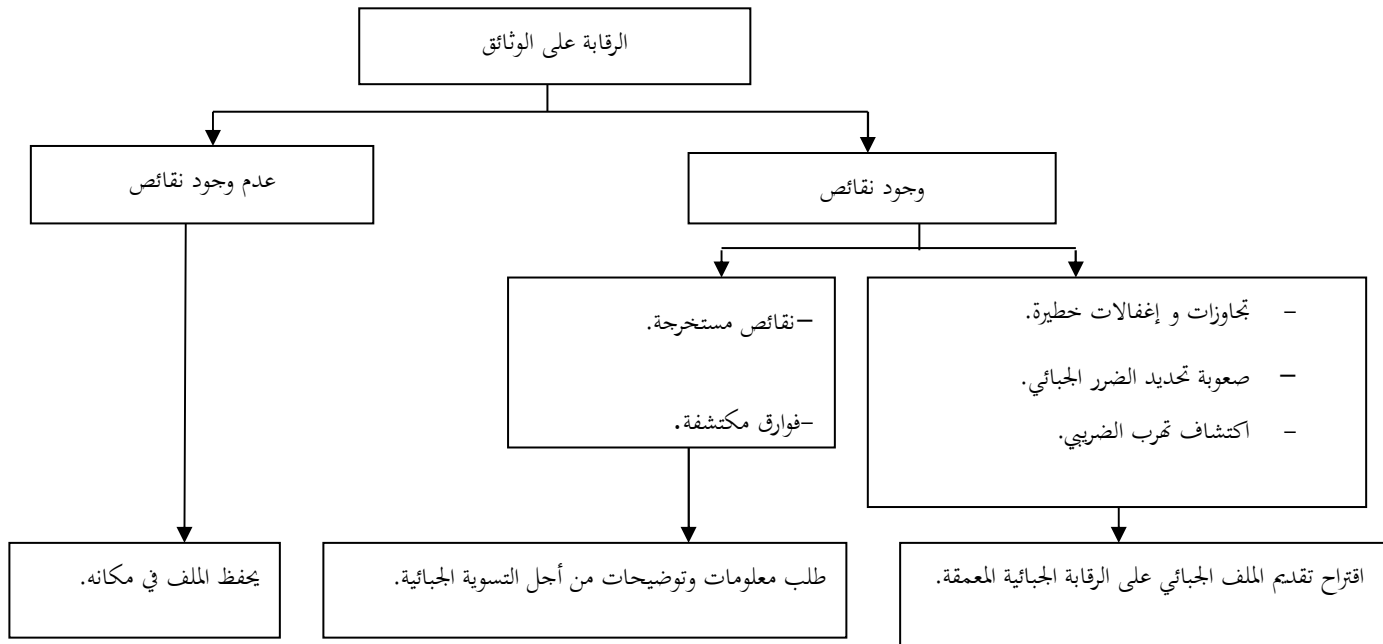 الرقابة على الوثائق
وجود نقائص
عدم وجود نقائص
– تجاوزات و إغفالات خطيرة.
– صعوبة تحديد الضرر الجبائي.
– اكتشاف تهرب الضريبي.
–نقائص مستخرجة.
–فوارق مكتشفة.
اقتراح تقديم الملف الجبائي على الرقابة الجبائية المعمقة.
طلب معلومات وتوضيحات من أجل التسوية الجبائية.
يحفظ الملف في مكانه.